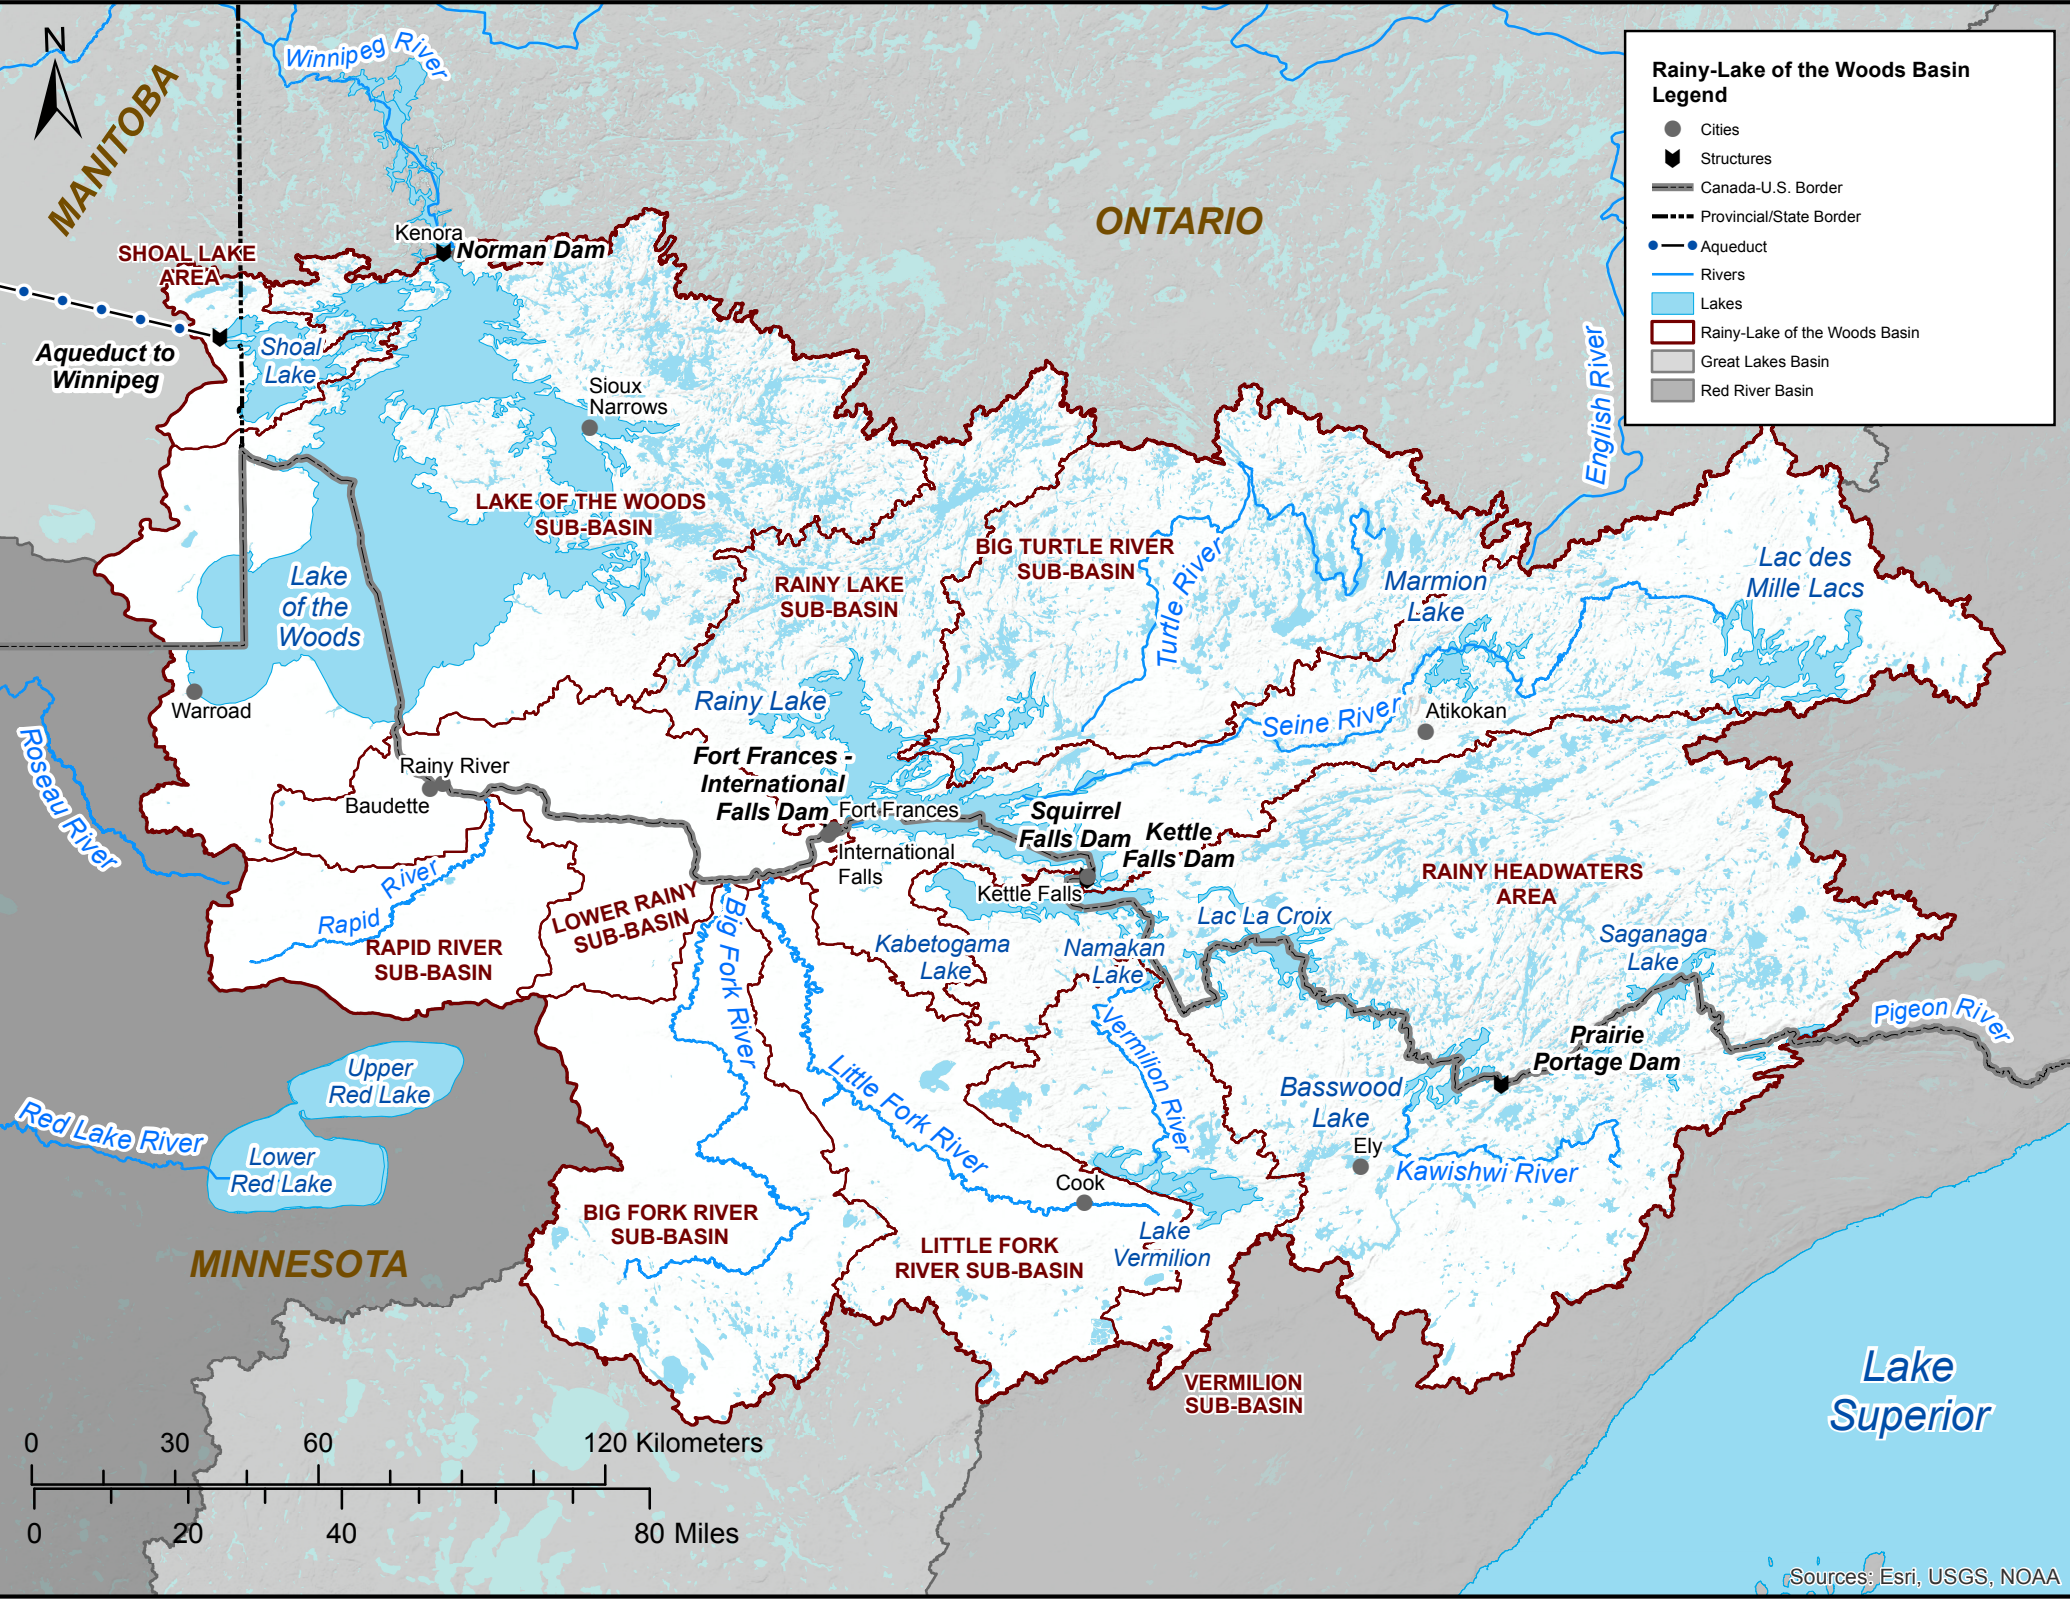 N
MANITOBA
Winnipeg River
ONTARIO
Rainy-Lake of the Woods Basin
Legend
Cities
Structures
Canada-U.S. Border
Provincial/State Border
Aqueduct
Rivers
Lakes
Rainy-Lake of the Woods Basin
Great Lakes Basin
Red River Basin
Kenora
Norman Dam
SHOAL LAKE
AREA
Aqueduct to
Winnipeg
Shoal
Lake
Sioux
Narrows
English River
LAKE OF THE WOODS
SUB-BASIN
BIG TURTLE RIVER
SUB-BASIN
RAINY LAKE
SUB-BASIN
Turtle River
Marmion
Lake
Lac des
Mille Lacs
Lake
of the
Woods
Warroad
Rainy Lake
Seine River
Atikokan
Roseau River
Rainy River
Baudette
Fort Frances -
International
Falls Dam
Fort Frances
International
Falls
Squirrel
Falls Dam
Kettle
Falls Dam
Kettle Falls
RAINY HEADWATERS
AREA
Rapid River
RAPID RIVER
SUB-BASIN
LOWER RAINY
SUB-BASIN
Big Fork River
Kabetogama
Lake
Namakan
Lake
Lac La Croix
Saganaga
Lake
Pigeon River
Prairie
Portage Dam
Vermilion River
Little Fork River
Basswood
Lake
Ely
Kawishwi River
Upper
Red Lake
Red Lake River
Lower
Red Lake
Cook
Lake
Vermilion
MINNESOTA
BIG FORK RIVER
SUB-BASIN
LITTLE FORK
RIVER SUB-BASIN
VERMILION
SUB-BASIN
Lake
Superior
0 30 60 120 Kilometers
0 20 40 80 Miles
Sources: Esri, USGS, NOAA